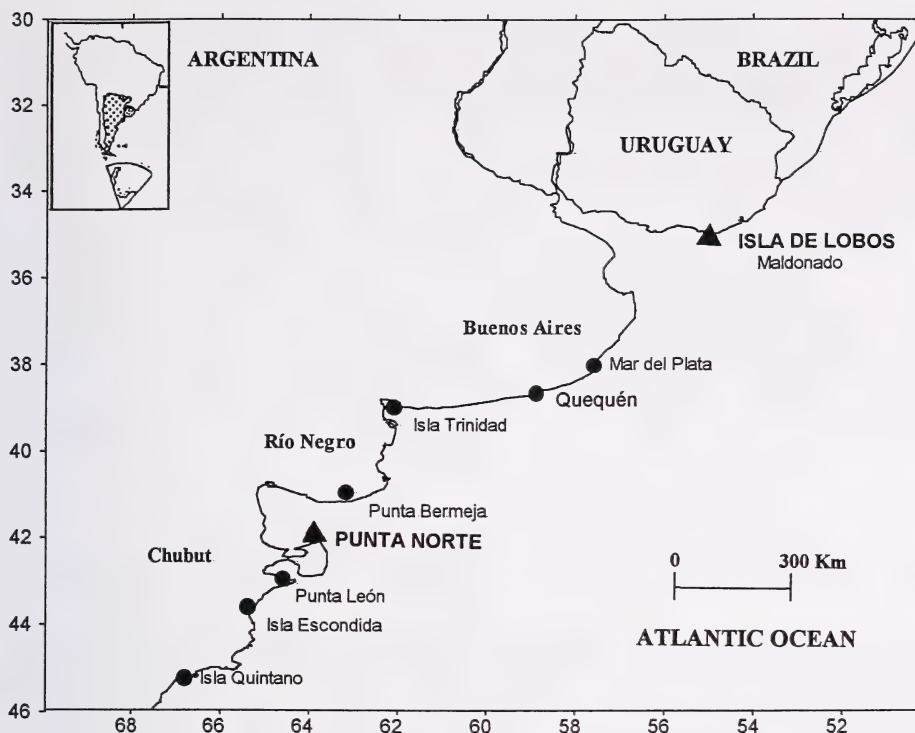 30
32
34
36
38
40
42
44
46
ARGENTINA
BRAZIL
URUGUAY
ISLA DE LOBOS
Maldonado
Buenos Aires
Mar del Plata
Quequén
Isla Trinidad
Río Negro
Punta Bermeja
PUNTA NORTE
Chubut
Punta León
Isla Escondida
Isla Quintano
0 300 Km
ATLANTIC OCEAN
68 66 64 62 60 58 56 54 52